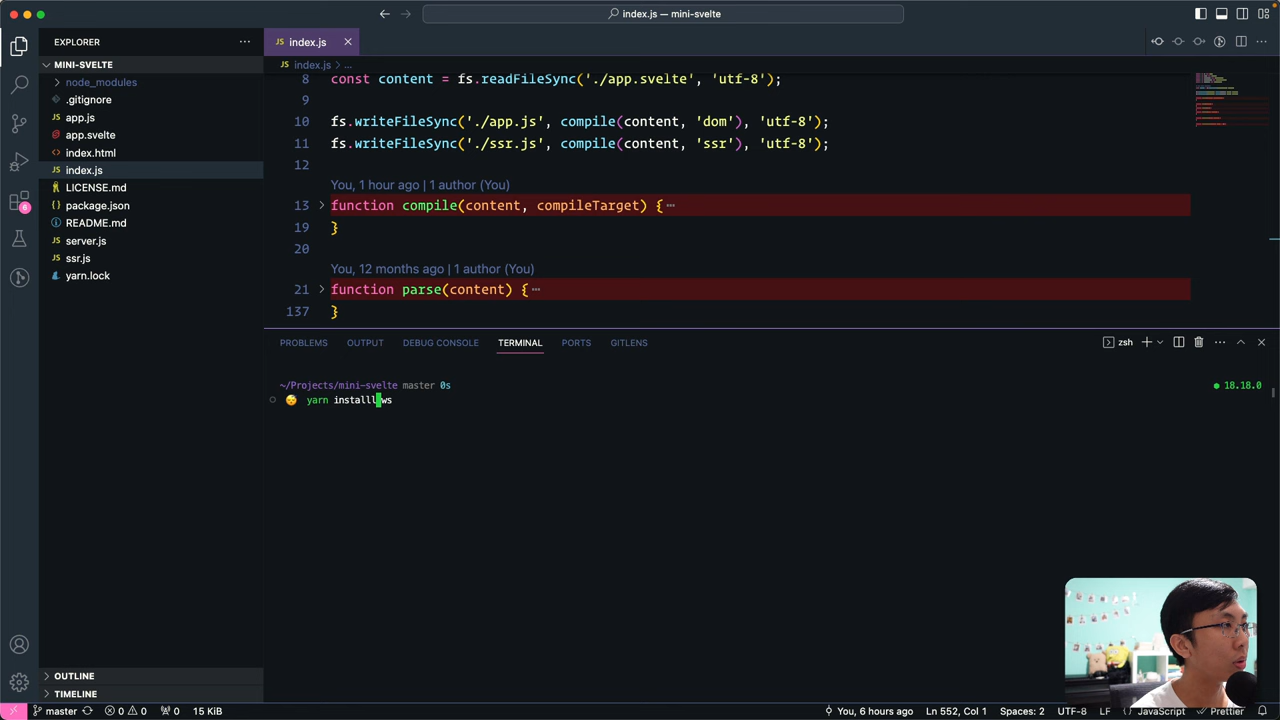 index.js — mini-svelte
EXPLORER
index.js
MINI-SVELTE
index.js > ...
node_modules
.gitignore
app.js
app.svelte
index.html
index.js
LICENSE.md
package.json
README.md
server.js
ssr.js
yarn.lock
8 const content = fs.readFileSync('./app.svelte', 'utf-8');
9
10 fs.writeFileSync('./app.js', compile(content, 'dom'), 'utf-8');
11 fs.writeFileSync('./ssr.js', compile(content, 'ssr'), 'utf-8');
12
You, 1 hour ago | 1 author (You)
13 function compile(content, compileTarget) { ⋯
19 }
20
You, 12 months ago | 1 author (You)
21 function parse(content) { ⋯
137 }
PROBLEMS OUTPUT DEBUG CONSOLE TERMINAL PORTS GITLENS
zsh
~/Projects/mini-svelte master 0s
18.18.0
yarn installl ws
6
OUTLINE
TIMELINE
master 0 0 0 15 KiB You, 6 hours ago Ln 552, Col 1 Spaces: 2 UTF-8 LF {} JavaScript Prettier